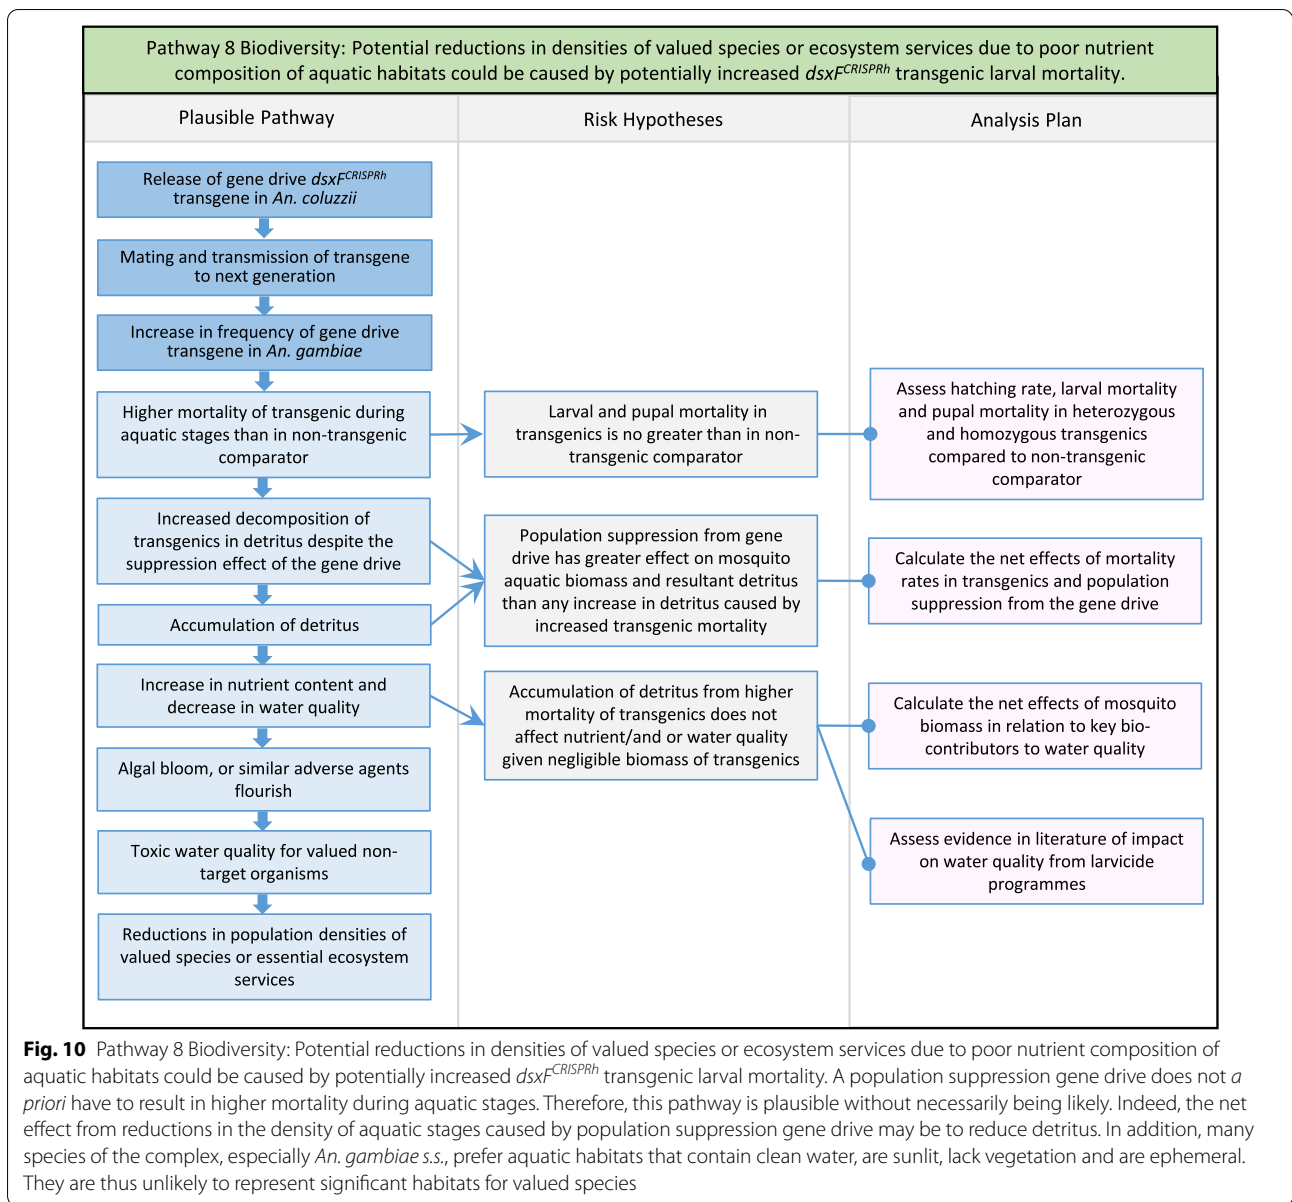 Pathway 8 Biodiversity: Potential reductions in densities of valued species or ecosystem services due to poor nutrient
composition of aquatic habitats could be caused by potentially increased dsxFCRISPRh transgenic larval mortality.
Plausible Pathway
Risk Hypotheses
Analysis Plan
Release of gene drive dsxFCRISPRh
transgene in An. coluzzii
Mating and transmission of transgene
to next generation
Increase in frequency of gene drive
transgene in An. gambiae
Higher mortality of transgenic during
aquatic stages than in non-transgenic
comparator
Increased decomposition of
transgenics in detritus despite the
suppression effect of the gene drive
Accumulation of detritus
Increase in nutrient content and
decrease in water quality
Algal bloom, or similar adverse agents
flourish
Toxic water quality for valued non-
target organisms
Reductions in population densities of
valued species or essential ecosystem
services
Larval and pupal mortality in
transgenics is no greater than in non-
transgenic comparator
Population suppression from gene
drive has greater effect on mosquito
aquatic biomass and resultant detritus
than any increase in detritus caused by
increased transgenic mortality
Accumulation of detritus from higher
mortality of transgenics does not
affect nutrient/and or water quality
given negligible biomass of transgenics
Assess hatching rate, larval mortality
and pupal mortality in heterozygous
and homozygous transgenics
compared to non-transgenic
comparator
Calculate the net effects of mortality
rates in transgenics and population
suppression from the gene drive
Calculate the net effects of mosquito
biomass in relation to key bio-
contributors to water quality
Assess evidence in literature of impact
on water quality from larvicide
programmes
Fig. 10 Pathway 8 Biodiversity: Potential reductions in densities of valued species or ecosystem services due to poor nutrient composition of
aquatic habitats could be caused by potentially increased dsxFCRISPRh transgenic larval mortality. A population suppression gene drive does not a
priori have to result in higher mortality during aquatic stages. Therefore, this pathway is plausible without necessarily being likely. Indeed, the net
effect from reductions in the density of aquatic stages caused by population suppression gene drive may be to reduce detritus. In addition, many
species of the complex, especially An. gambiae s.s., prefer aquatic habitats that contain clean water, are sunlit, lack vegetation and are ephemeral.
They are thus unlikely to represent significant habitats for valued species